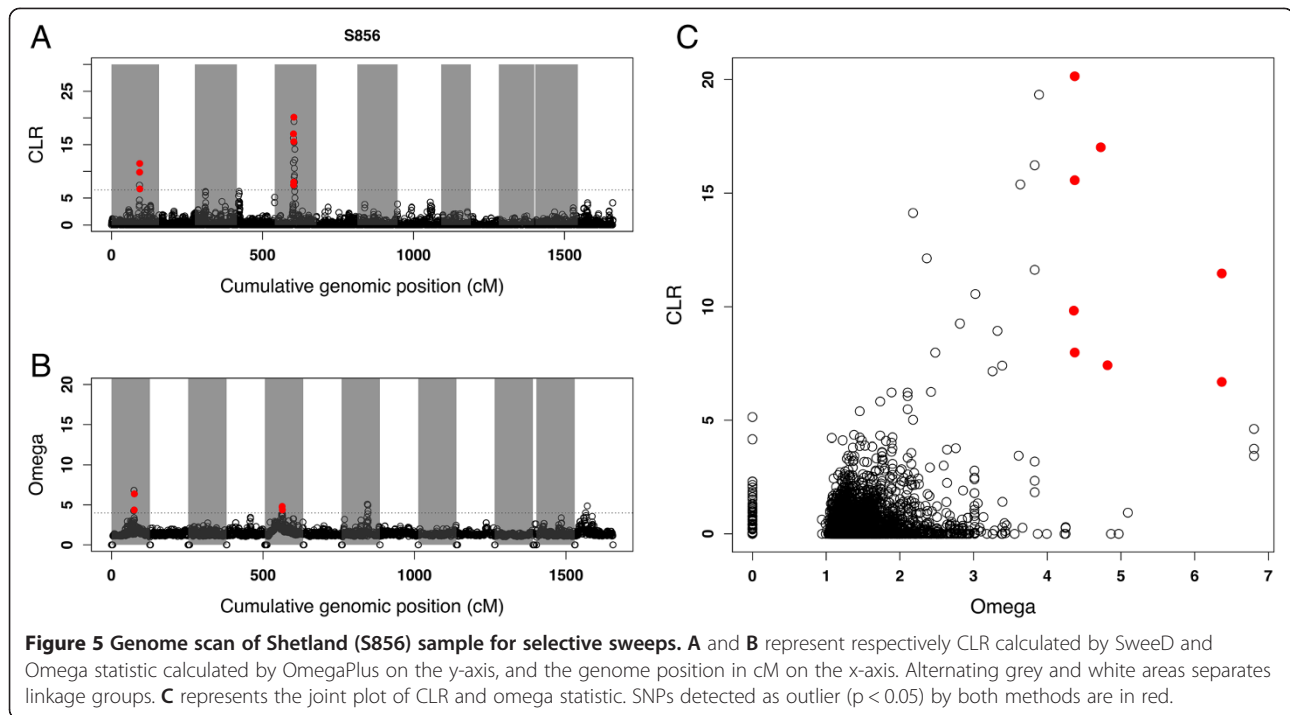 A
S856
CLR
0 5 15 25
0 500 1000 1500
Cumulative genomic position (cM)
B
Omega
0 5 10 15 20
0 500 1000 1500
Cumulative genomic position (cM)
C
CLR
0 5 10 15 20
0 1 2 3 4 5 6 7
Omega
Figure 5 Genome scan of Shetland (S856) sample for selective sweeps. A and B represent respectively CLR calculated by SweeD and
Omega statistic calculated by OmegaPlus on the y-axis, and the genome position in cM on the x-axis. Alternating grey and white areas separates
linkage groups. C represents the joint plot of CLR and omega statistic. SNPs detected as outlier (p < 0.05) by both methods are in red.